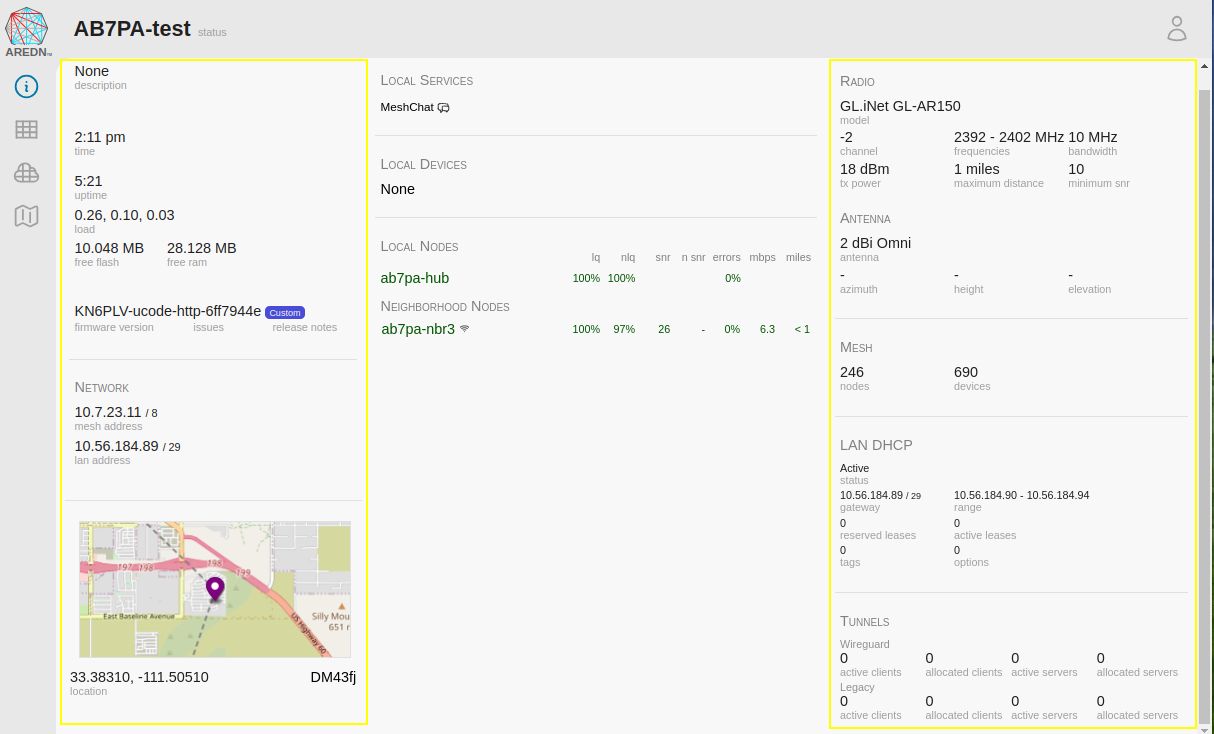 AREDN™
AB7PA-test status
None
description
2:11 pm
time
5:21
uptime
0.26, 0.10, 0.03
load
10.048 MB 28.128 MB
free flash free ram
KN6PLV-ucode-http-6ff7944e Custom
firmware version issues release notes
Network
10.7.23.11 / 8
mesh address
10.56.184.89 / 29
lan address
197 198
198
199
East Baseline Avenue
US Highway 60
Silly Mou
651 
33.38310, -111.50510 DM43fj
location
Local Services
MeshChat
Local Devices
None
Local Nodes
lq nlq snr n snr errors mbps miles
ab7pa-hub 100% 100% 0%
Neighborhood Nodes
ab7pa-nbr3 100% 97% 26 - 0% 6.3 < 1
Radio
GL.iNet GL-AR150
model
-2 2392 - 2402 MHz 10 MHz
channel frequencies bandwidth
18 dBm 1 miles 10
tx power maximum distance minimum snr
Antenna
2 dBi Omni
antenna
- - -
azimuth height elevation
Mesh
246 690
nodes devices
LAN DHCP
Active
status
10.56.184.89 / 29 10.56.184.90 - 10.56.184.94
gateway range
0 0
reserved leases active leases
0 0
tags options
Tunnels
Wireguard
0 0 0 0
active clients allocated clients active servers allocated servers
Legacy
0 0 0 0
active clients allocated clients active servers allocated servers